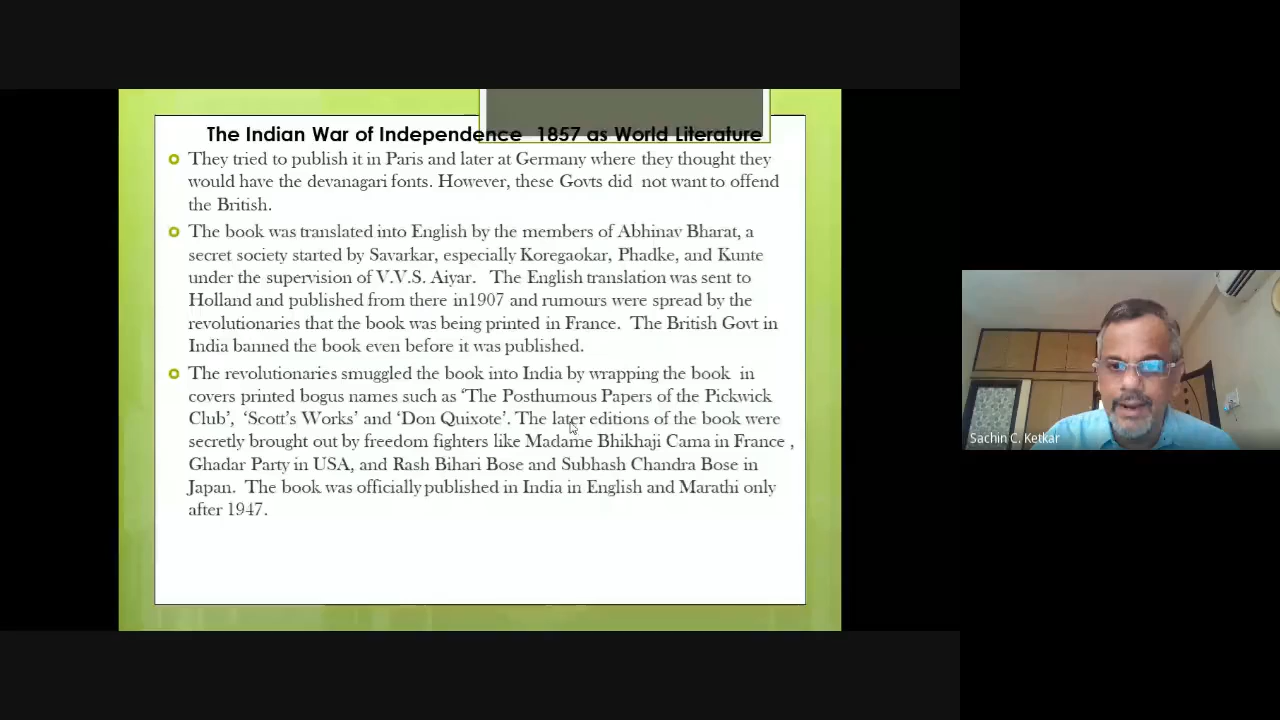 The Indian War of Independence 1857 as World Literature
They tried to publish it in Paris and later at Germany where they thought they
would have the devanagari fonts. However, these Govts did not want to offend
the British.
The book was translated into English by the members of Abhinav Bharat, a
secret society started by Savarkar, especially Koregaokar, Phadke, and Kunte
under the supervision of V.V.S. Aiyar. The English translation was sent to
Holland and published from there in1907 and rumours were spread by the
revolutionaries that the book was being printed in France. The British Govt in
India banned the book even before it was published.
The revolutionaries smuggled the book into India by wrapping the book in
covers printed bogus names such as ‘The Posthumous Papers of the Pickwick
Club’, ‘Scott’s Works’ and ‘Don Quixote’. The later editions of the book were
secretly brought out by freedom fighters like Madame Bhikhaji Cama in France ,
Ghadar Party in USA, and Rash Bihari Bose and Subhash Chandra Bose in
Japan. The book was officially published in India in English and Marathi only
after 1947.
Sachin C. Ketkar